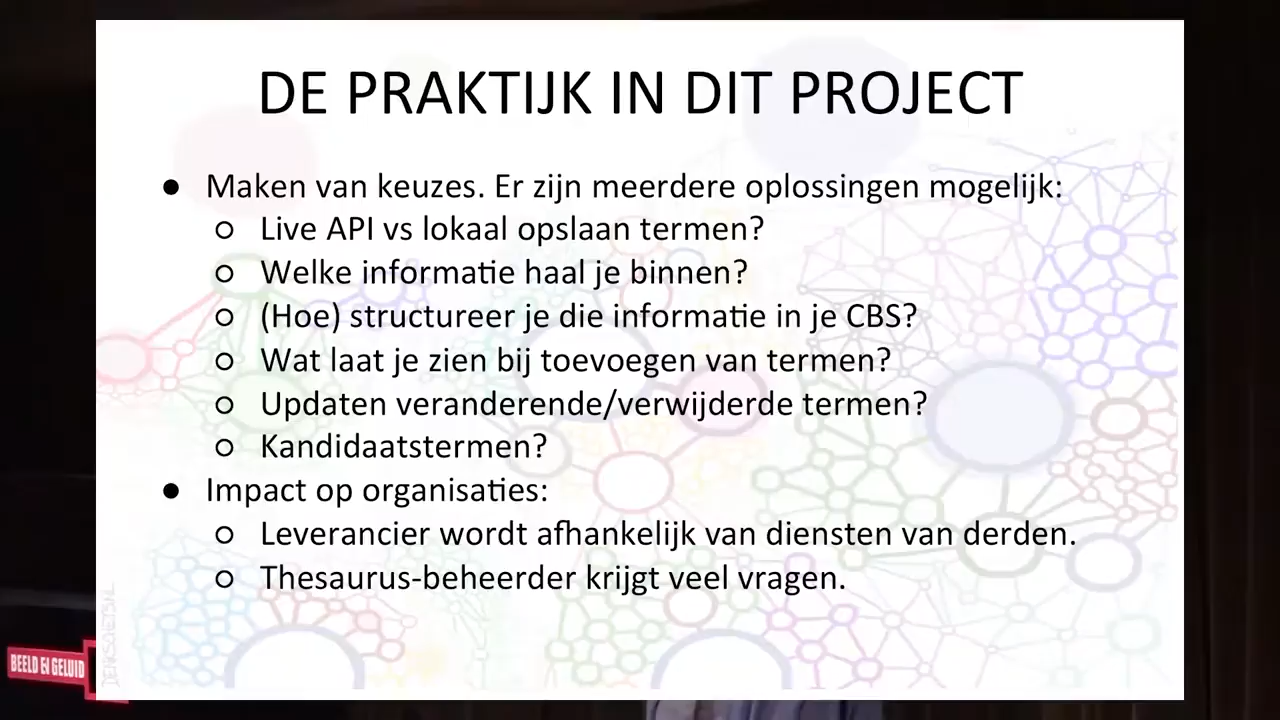 DE PRAKTIJK IN DIT PROJECT
● Maken van keuzes. Er zijn meerdere oplossingen mogelijk:
○ Live API vs lokaal opslaan termen?
○ Welke informatie haal je binnen?
○ (Hoe) structureer je die informatie in je CBS?
○ Wat laat je zien bij toevoegen van termen?
○ Updaten veranderende/verwijderde termen?
○ Kandidaatstermen?
● Impact op organisaties:
○ Leverancier wordt afhankelijk van diensten van derden.
○ Thesaurus-beheerder krijgt veel vragen.
BEELD EN GELUID